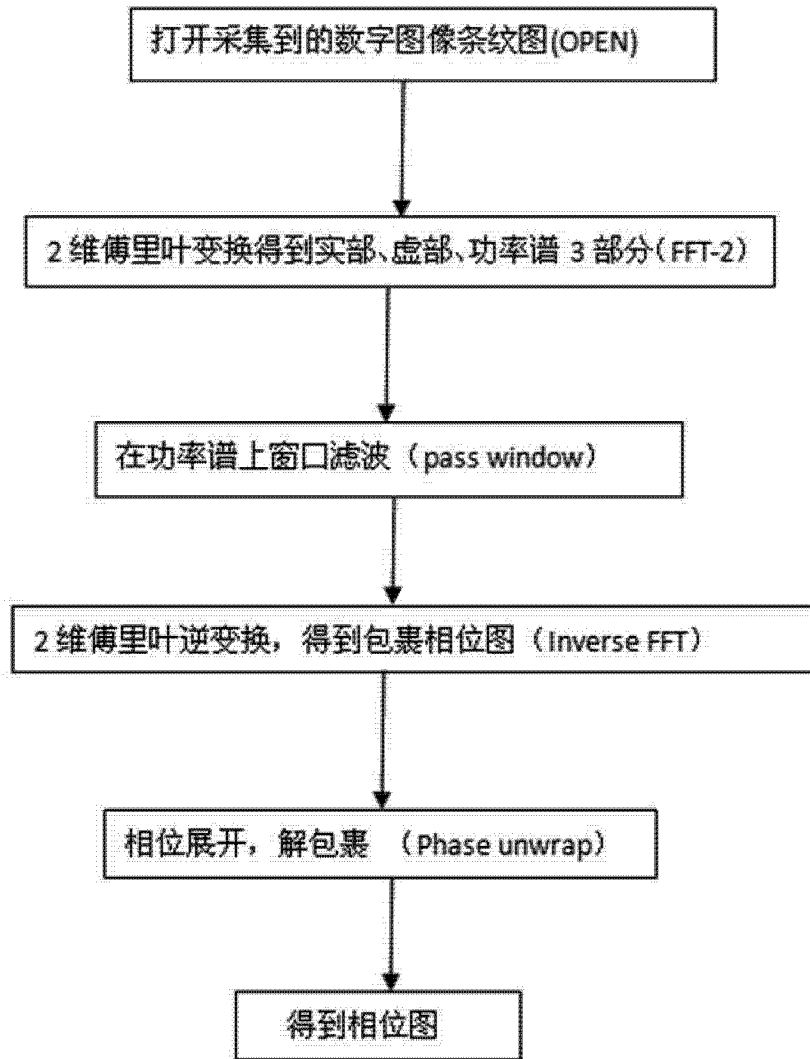 打开采集到的数字图像条纹图(OPEN)
2 维傅里叶变换得到实部、虚部、功率谱 3 部分(FFT-2)
在功率谱上窗口滤波（pass window）
2 维傅里叶逆变换，得到包裹相位图（Inverse FFT）
相位展开，解包裹 （Phase unwrap）
得到相位图